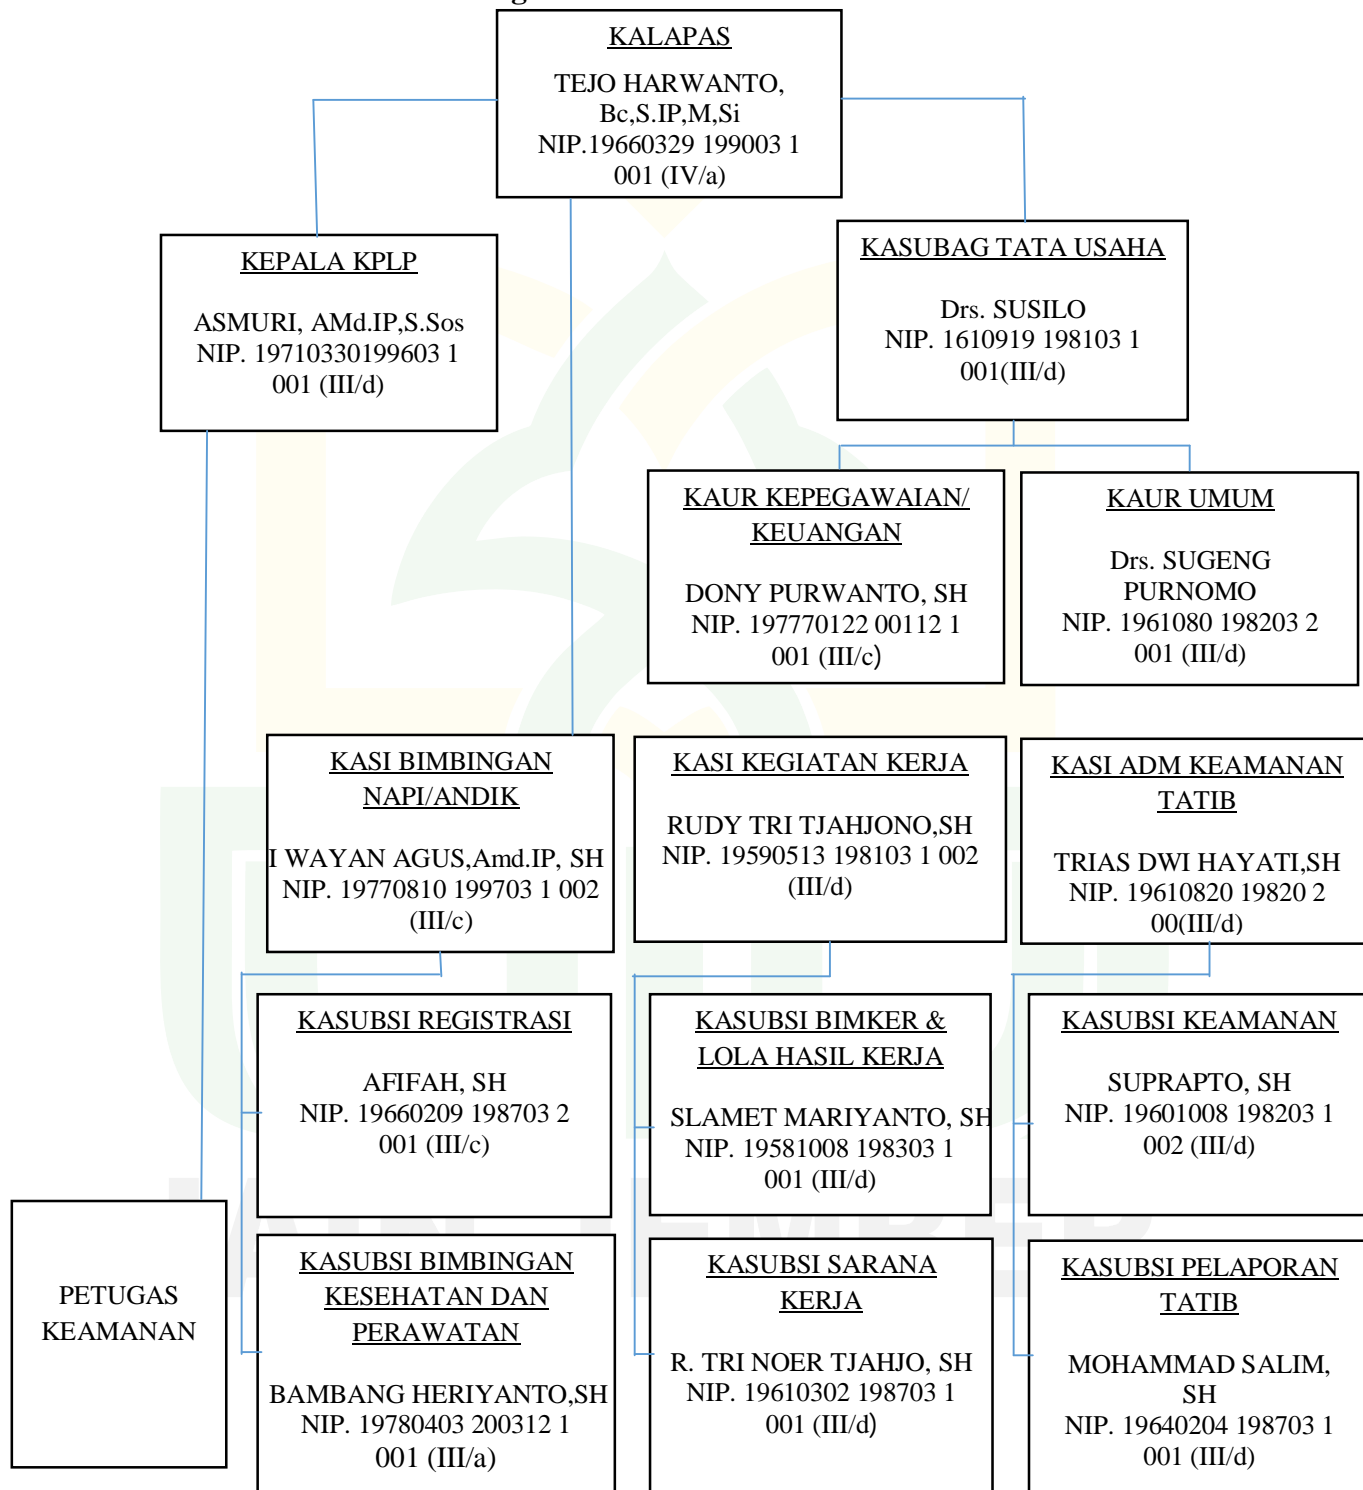 g
KALAPAS
TEJO HARWANTO,
Bc,S.IP,M,Si
NIP.19660329 199003 1
001 (IV/a)
KEPALA KPLP
ASMURI, AMd.IP,S.Sos
NIP. 19710330199603 1
001 (III/d)
KASUBAG TATA USAHA
Drs. SUSILO
NIP. 1610919 198103 1
001(III/d)
KAUR KEPEGAWAIAN/
KEUANGAN
DONY PURWANTO, SH
NIP. 197770122 00112 1
001 (III/c)
KAUR UMUM
Drs. SUGENG
PURNOMO
NIP. 1961080 198203 2
001 (III/d)
KASI BIMBINGAN
NAPI/ANDIK
I WAYAN AGUS,Amd.IP, SH
NIP. 19770810 199703 1 002
(III/c)
KASI KEGIATAN KERJA
RUDY TRI TJAHJONO,SH
NIP. 19590513 198103 1 002
(III/d)
KASI ADM KEAMANAN
TATIB
TRIAS DWI HAYATI,SH
NIP. 19610820 19820 2
00(III/d)
KASUBSI REGISTRASI
AFIFAH, SH
NIP. 19660209 198703 2
001 (III/c)
KASUBSI BIMKER &
LOLA HASIL KERJA
SLAMET MARIYANTO, SH
NIP. 19581008 198303 1
001 (III/d)
KASUBSI KEAMANAN
SUPRAPTO, SH
NIP. 19601008 198203 1
002 (III/d)
PETUGAS
KEAMANAN
KASUBSI BIMBINGAN
KESEHATAN DAN
PERAWATAN
BAMBANG HERIYANTO,SH
NIP. 19780403 200312 1
001 (III/a)
KASUBSI SARANA
KERJA
R. TRI NOER TJAHJO, SH
NIP. 19610302 198703 1
001 (III/d)
KASUBSI PELAPORAN
TATIB
MOHAMMAD SALIM,
SH
NIP. 19640204 198703 1
001 (III/d)
IAIN JEMBER